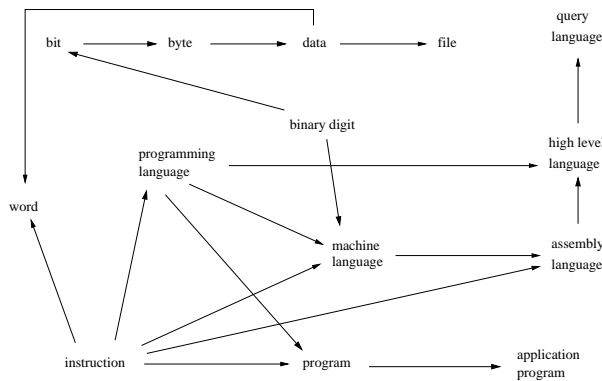 query
language
bit
byte
data
file
binary digit
programming
language
high level
language
word
machine
language
assembly
language
instruction
program
application
program